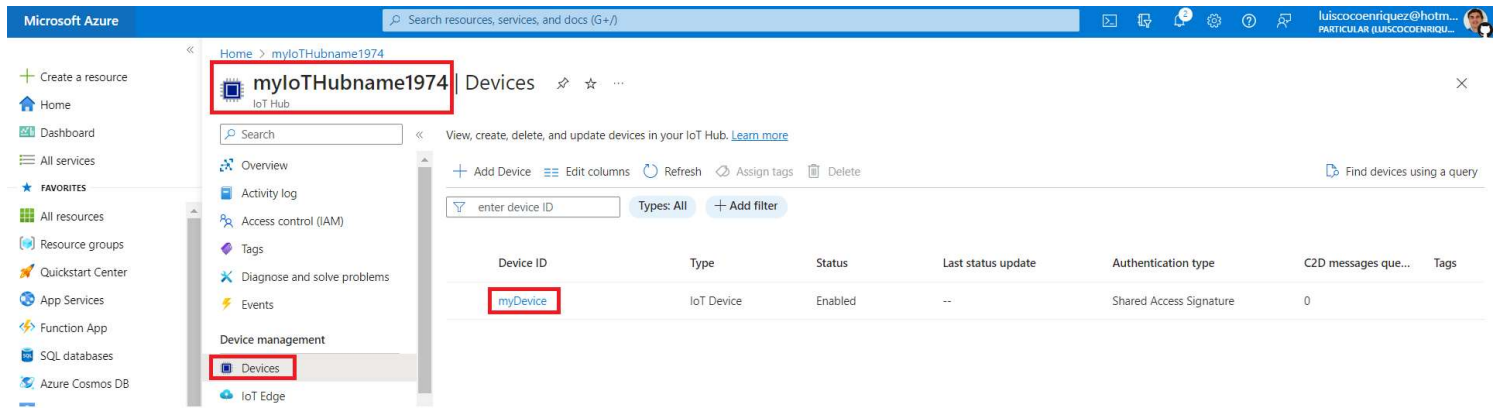 Microsoft Azure
Search resources, services, and docs (G+/)
2
luiscocoenriquez@hotm...
PARTICULAR (LUISCOCOENRIQU...
Create a resource
Home
Dashboard
All services
FAVORITES
All resources
Resource groups
Quickstart Center
App Services
Function App
SQL databases
Azure Cosmos DB
Home > myIoTHubname1974
myIoTHubname1974 | Devices ...
IoT Hub
Search
Overview
Activity log
Access control (IAM)
Tags
Diagnose and solve problems
Events
Device management
Devices
IoT Edge
View, create, delete, and update devices in your IoT Hub. Learn more
Add Device Edit columns Refresh Assign tags Delete Find devices using a query
enter device ID Types: All Add filter
Device ID Type Status Last status update Authentication type C2D messages que... Tags
myDevice IoT Device Enabled -- Shared Access Signature 0